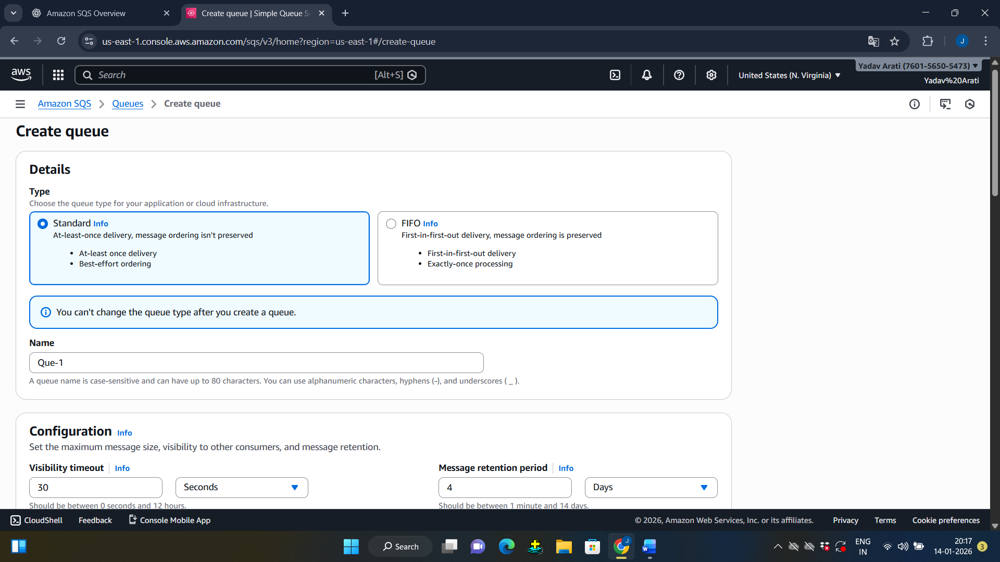 Amazon SQS Overview
Create queue | Simple Queue Se
us-east-1.console.aws.amazon.com/sqs/v3/home?region=us-east-1#/create-queue
J
aws
Search
[Alt+S]
United States (N. Virginia)
Yadav Arati (7601-5650-5473)
Yadav%20Arati
Amazon SQS
Queues
Create queue
Create queue
Details
Type
Choose the queue type for your application or cloud infrastructure.
Standard Info
At-least-once delivery, message ordering isn't preserved
• At-least once delivery
• Best-effort ordering
FIFO Info
First-in-first-out delivery, message ordering is preserved
• First-in-first-out delivery
• Exactly-once processing
You can't change the queue type after you create a queue.
Name
Que-1
A queue name is case-sensitive and can have up to 80 characters. You can use alphanumeric characters, hyphens (-), and underscores ( _ ).
Configuration Info
Set the maximum message size, visibility to other consumers, and message retention.
Visibility timeout Info
30
Seconds
Should be between 0 seconds and 12 hours.
Message retention period Info
4
Days
Should be between 1 minute and 14 days.
CloudShell
Feedback
Console Mobile App
© 2026, Amazon Web Services, Inc. or its affiliates.
Privacy
Terms
Cookie preferences
Search
J
W
ENG
IN
20:17
14-01-2026
3